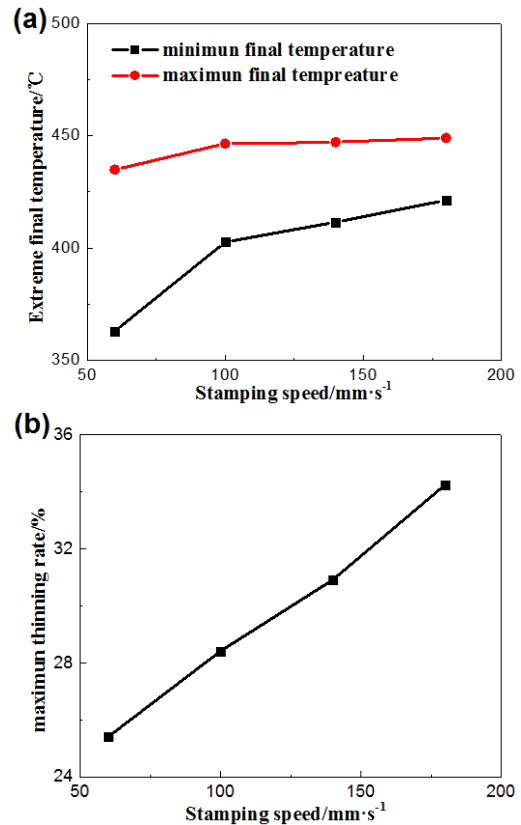 (a)
500
450
400
350
Extreme final temperature/℃
minimun final temperature
maximun final tempreature
50
100
150
200
Stamping speed/mm·s⁻¹
(b)
36
32
28
24
maximun thinning rate/%
50
100
150
200
Stamping speed/mm·s⁻¹